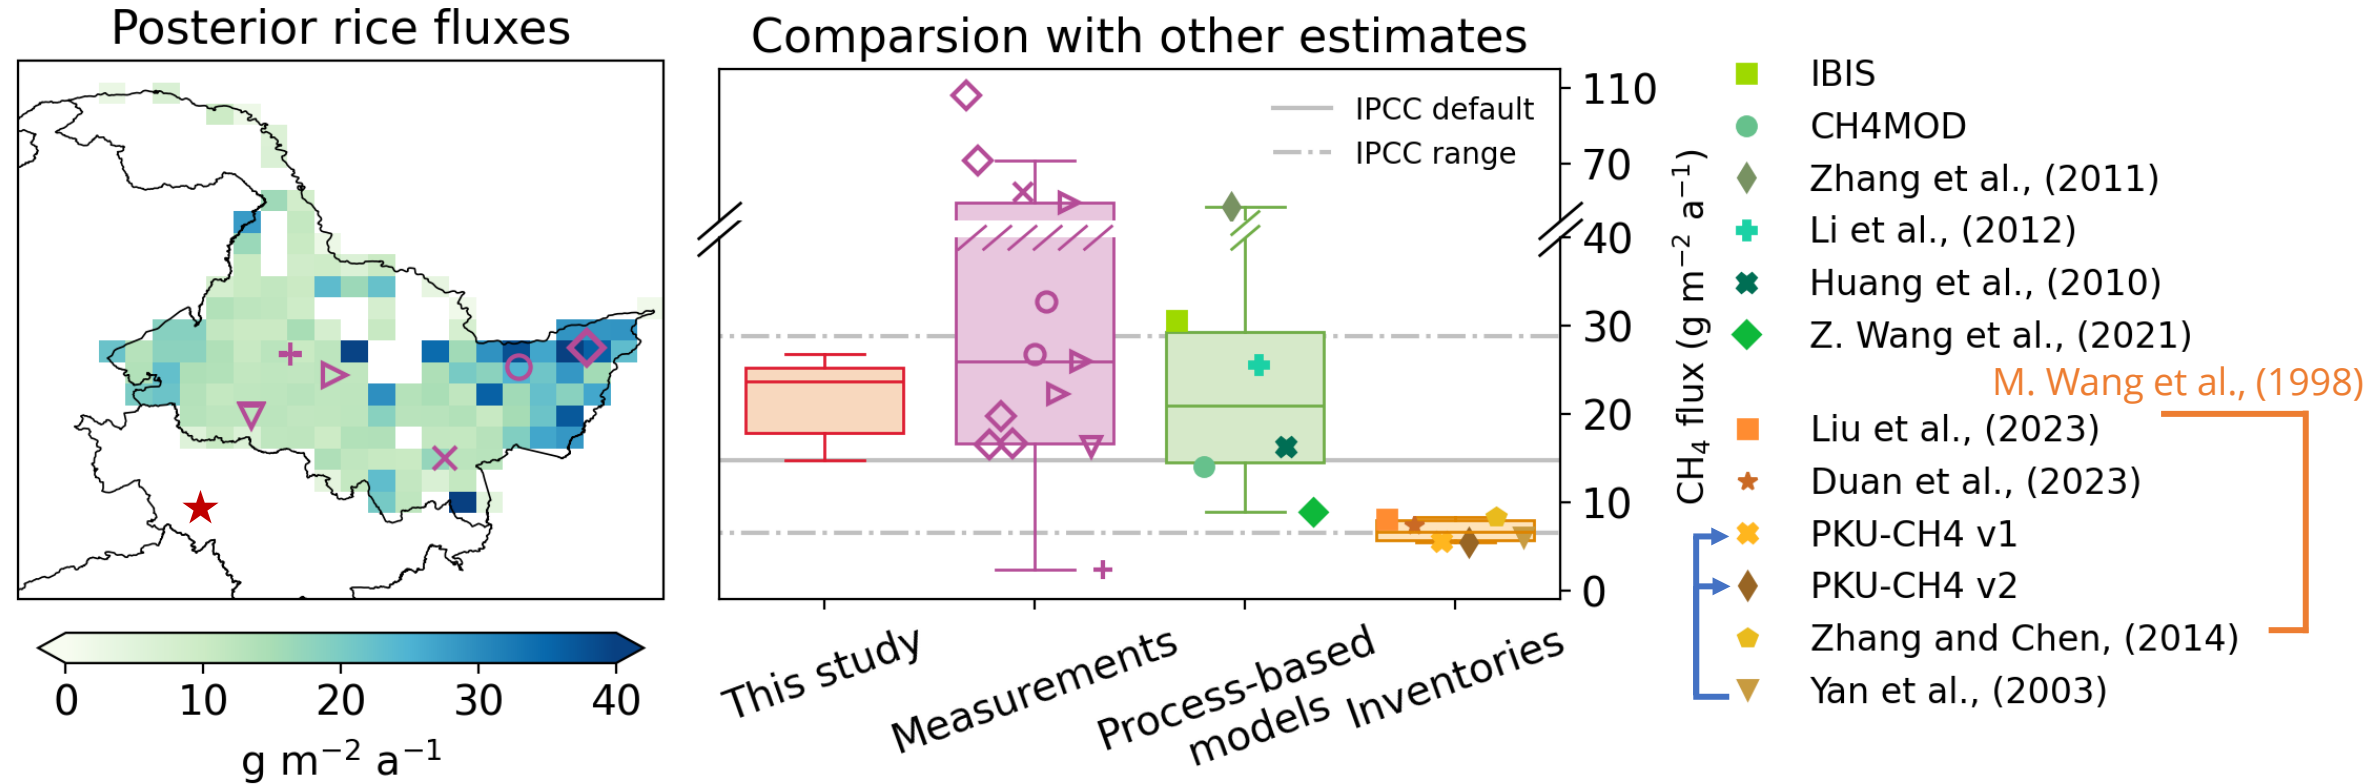 Posterior rice fluxes
0 10 20 30 40
g m⁻² a⁻¹
Comparsion with other estimates
IPCC default
IPCC range
110
70
40
30
20
10
0
CH₄ flux (g m⁻² a⁻¹)
This study
Measurements
Process-based
models
Inventories
IBIS
CH4MOD
Zhang et al., (2011)
Li et al., (2012)
Huang et al., (2010)
Z. Wang et al., (2021)
M. Wang et al., (1998)
Liu et al., (2023)
Duan et al., (2023)
PKU-CH4 v1
PKU-CH4 v2
Zhang and Chen, (2014)
Yan et al., (2003)